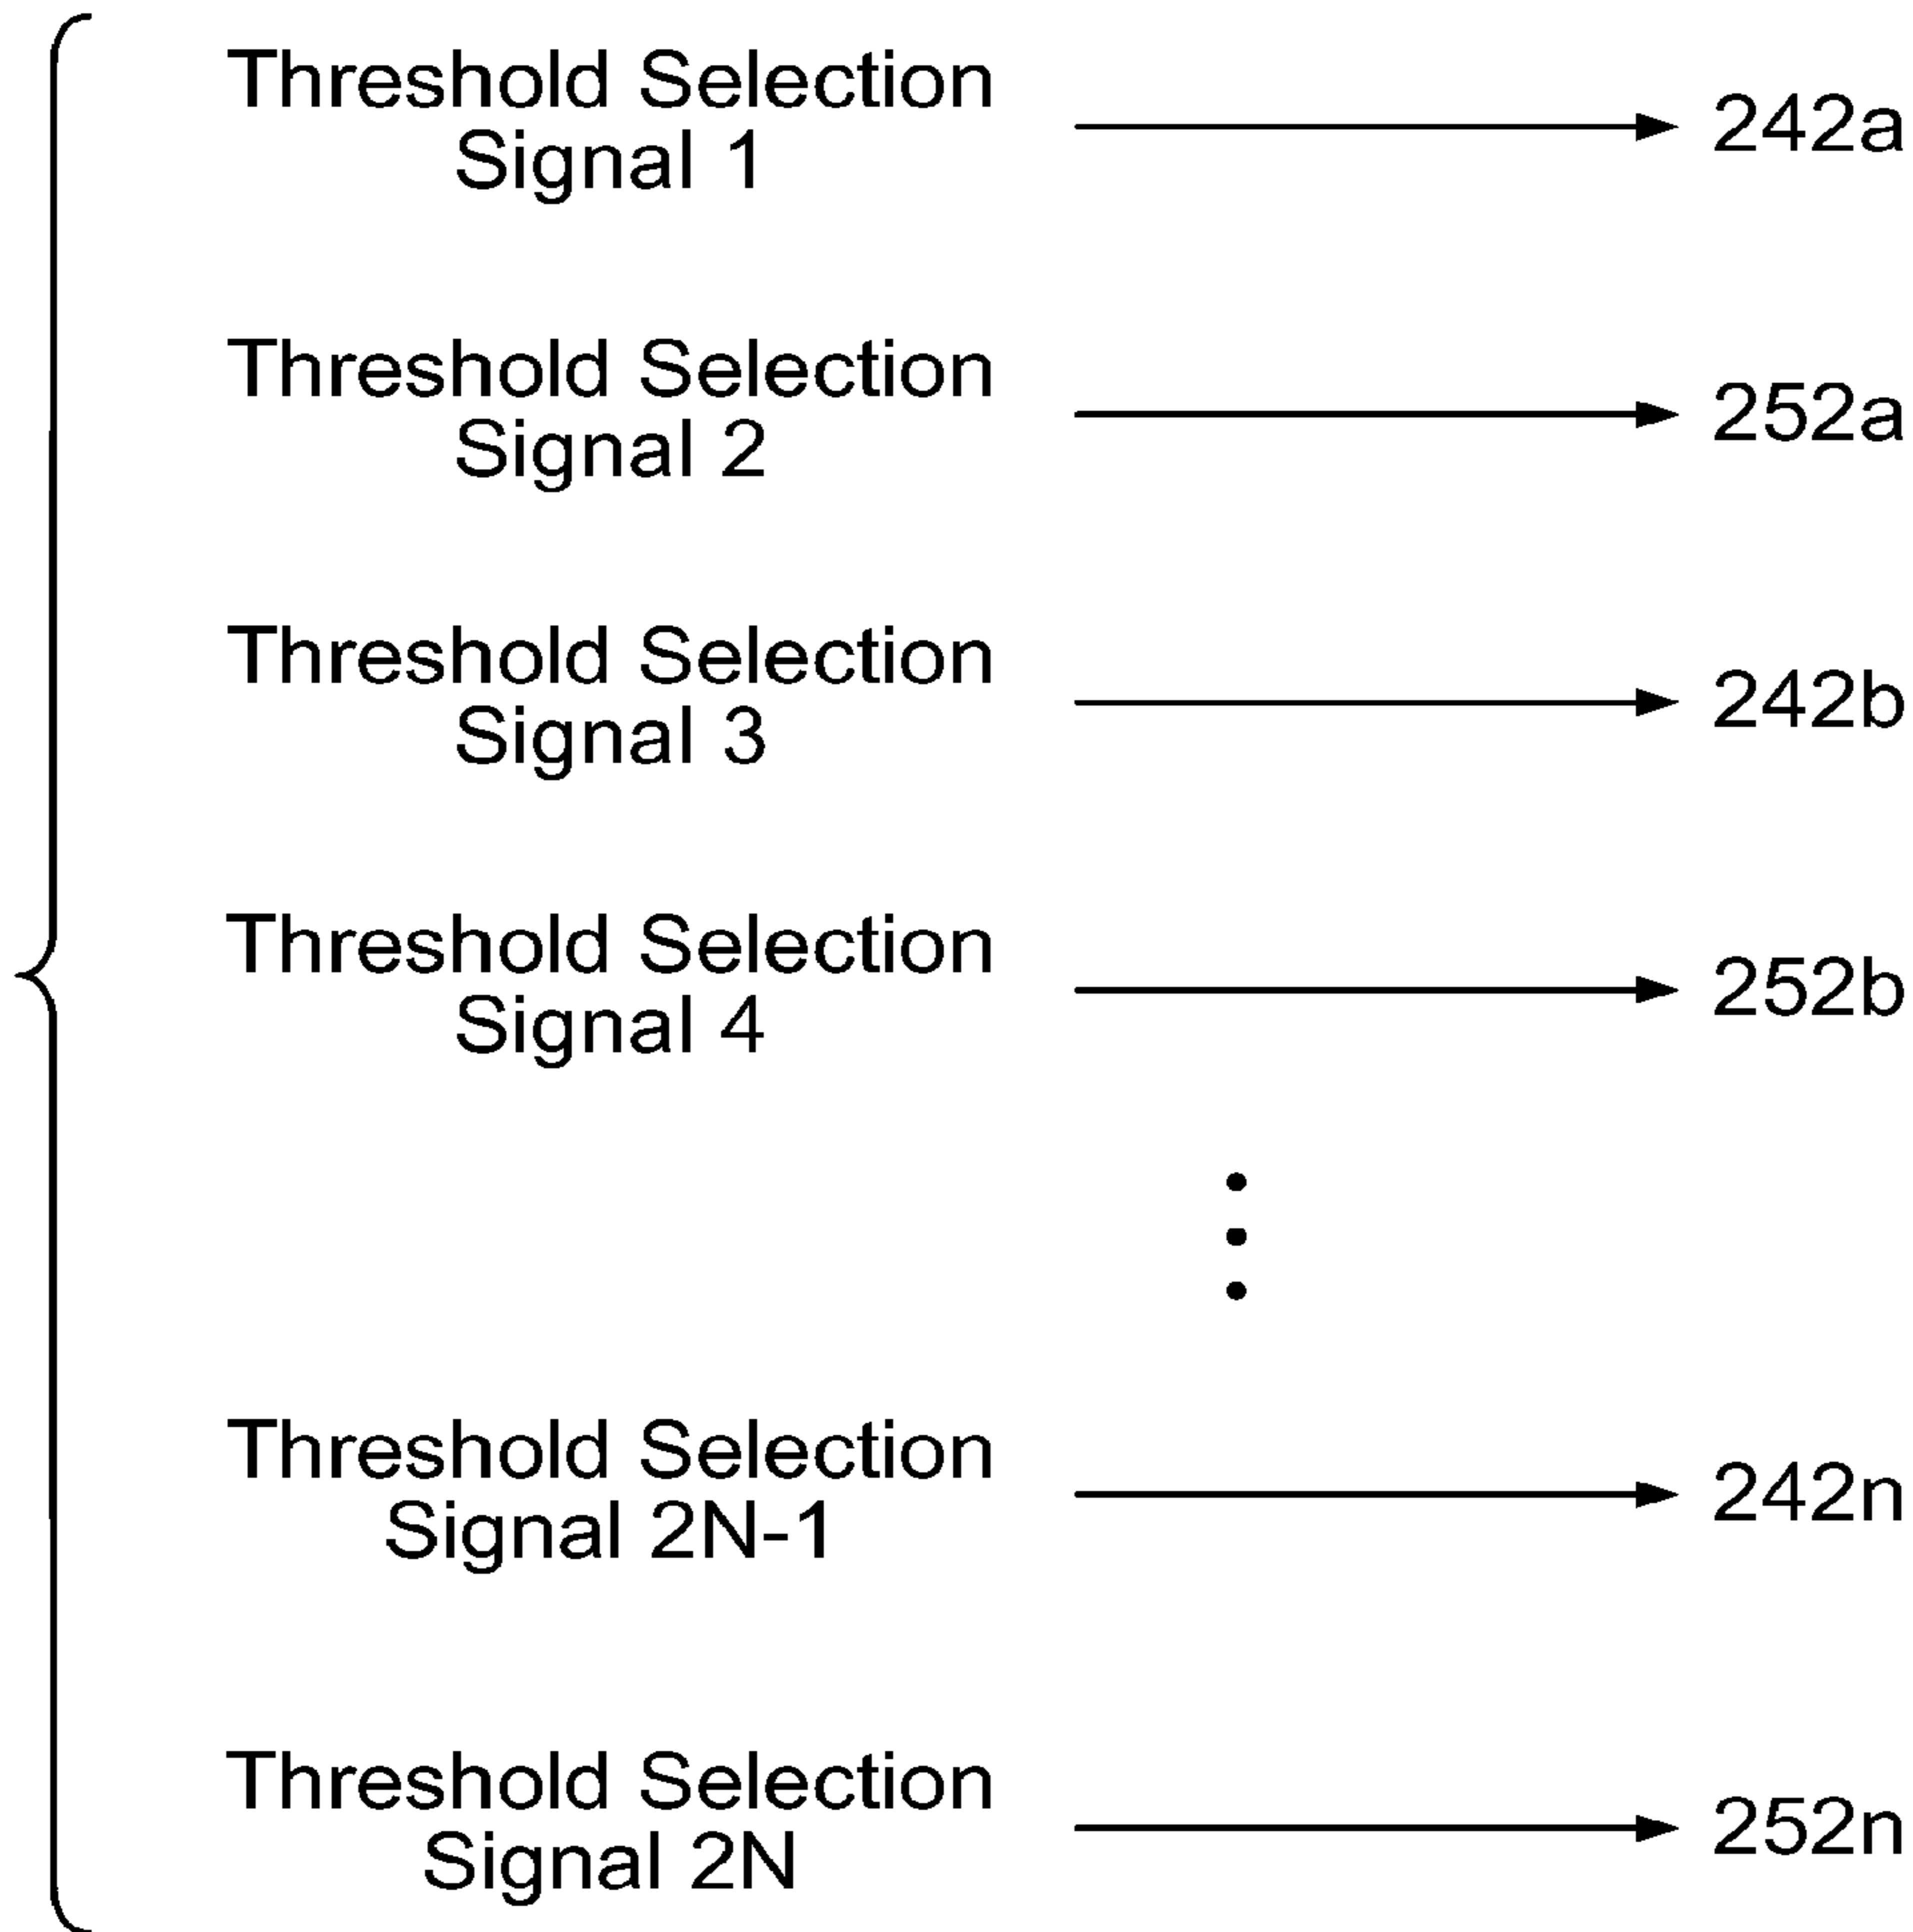 Threshold Selection
Signal 1
242a
Threshold Selection
Signal 2
252a
Threshold Selection
Signal 3
242b
Threshold Selection
Signal 4
252b
Threshold Selection
Signal 2N-1
242n
Threshold Selection
Signal 2N
252n